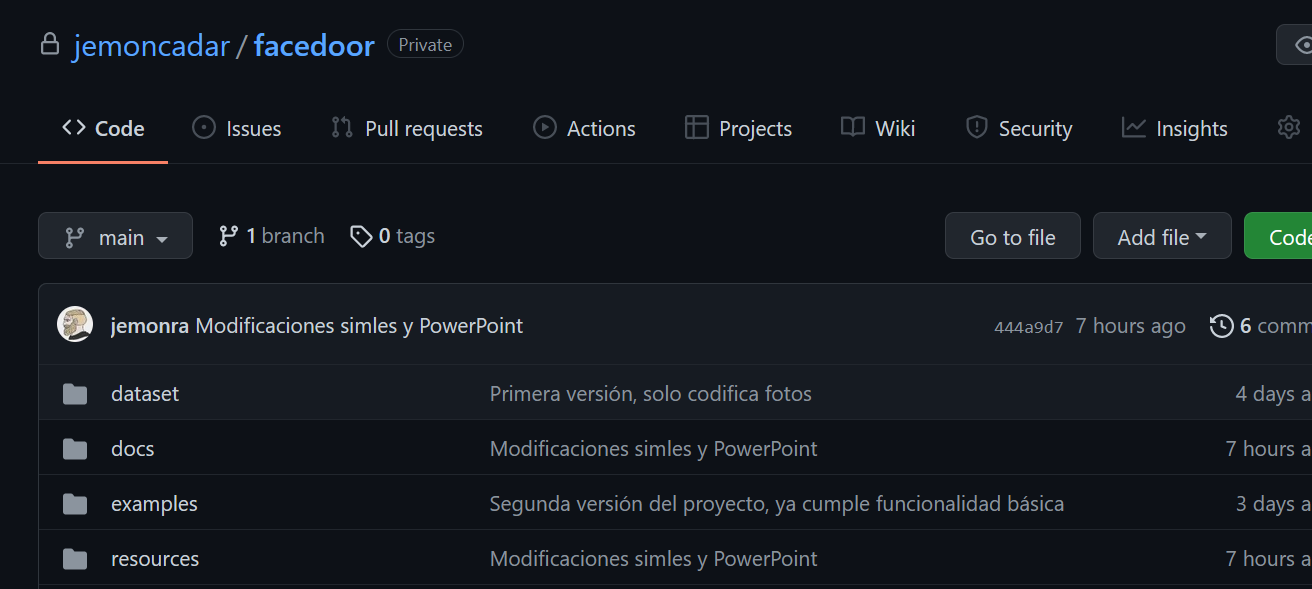 jemoncadar / facedoor Private
Code Issues Pull requests Actions Projects Wiki Security Insights
main 1 branch 0 tags Go to file Add file Code
jemonra Modificaciones simles y PowerPoint 444a9d7 7 hours ago 6 comm
dataset Primera versión, solo codifica fotos 4 days a
docs Modificaciones simles y PowerPoint 7 hours a
examples Segunda versión del proyecto, ya cumple funcionalidad básica 3 days a
resources Modificaciones simles y PowerPoint 7 hours a